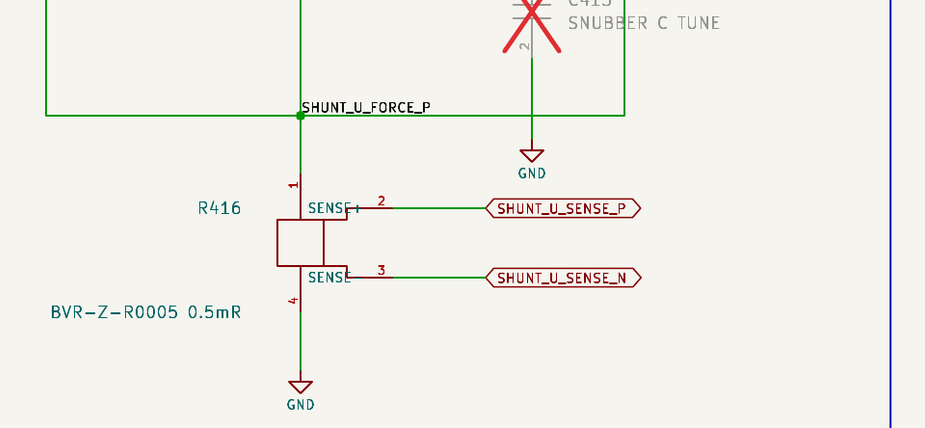 C415
SNUBBER C TUNE
2
SHUNT_U_FORCE_P
GND
1
R416
SENSE+
2
SHUNT_U_SENSE_P
SENSE-
3
SHUNT_U_SENSE_N
4
BVR-Z-R0005 0.5mR
GND